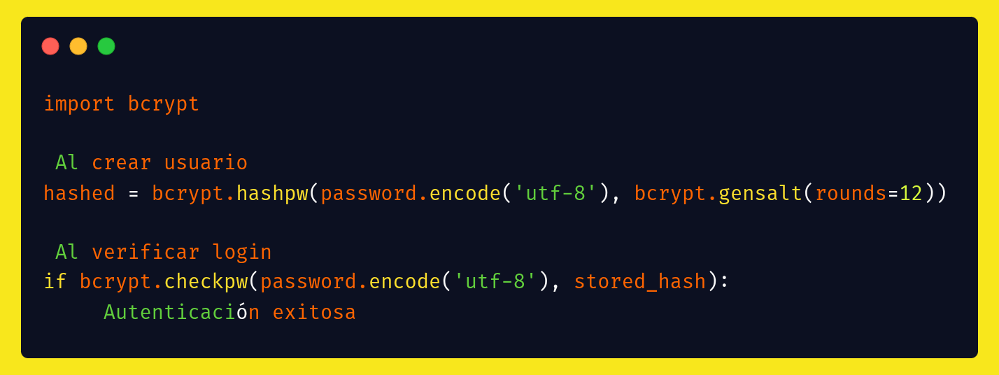 import bcrypt
Al crear usuario
hashed = bcrypt.hashpw(password.encode('utf-8'), bcrypt.gensalt(rounds=12))
Al verificar login
if bcrypt.checkpw(password.encode('utf-8'), stored_hash):
Autenticación exitosa